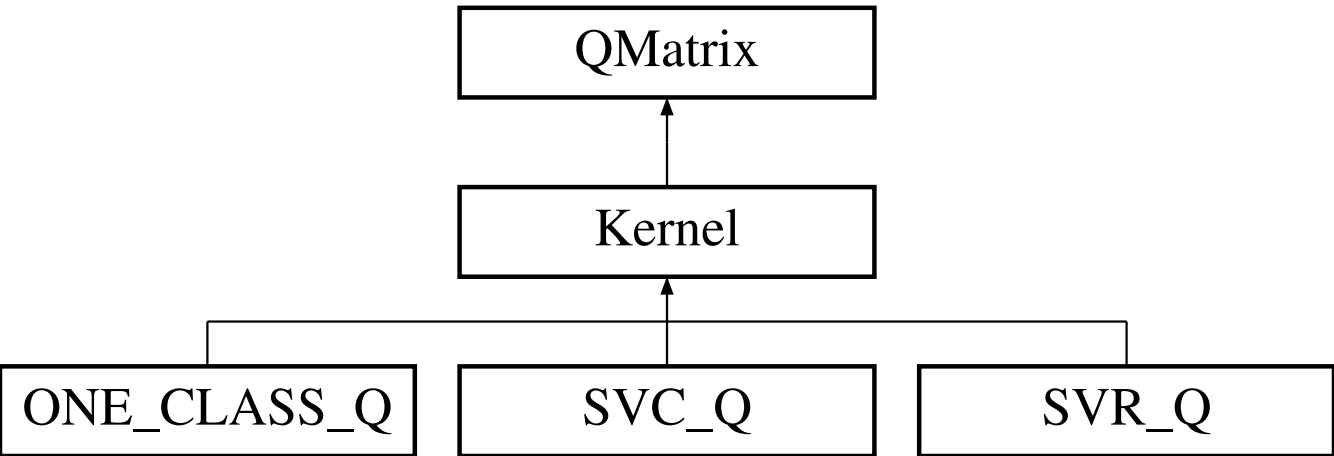 QMatrix
Kernel
ONE_CLASS_Q
SVC_Q
SVR_Q